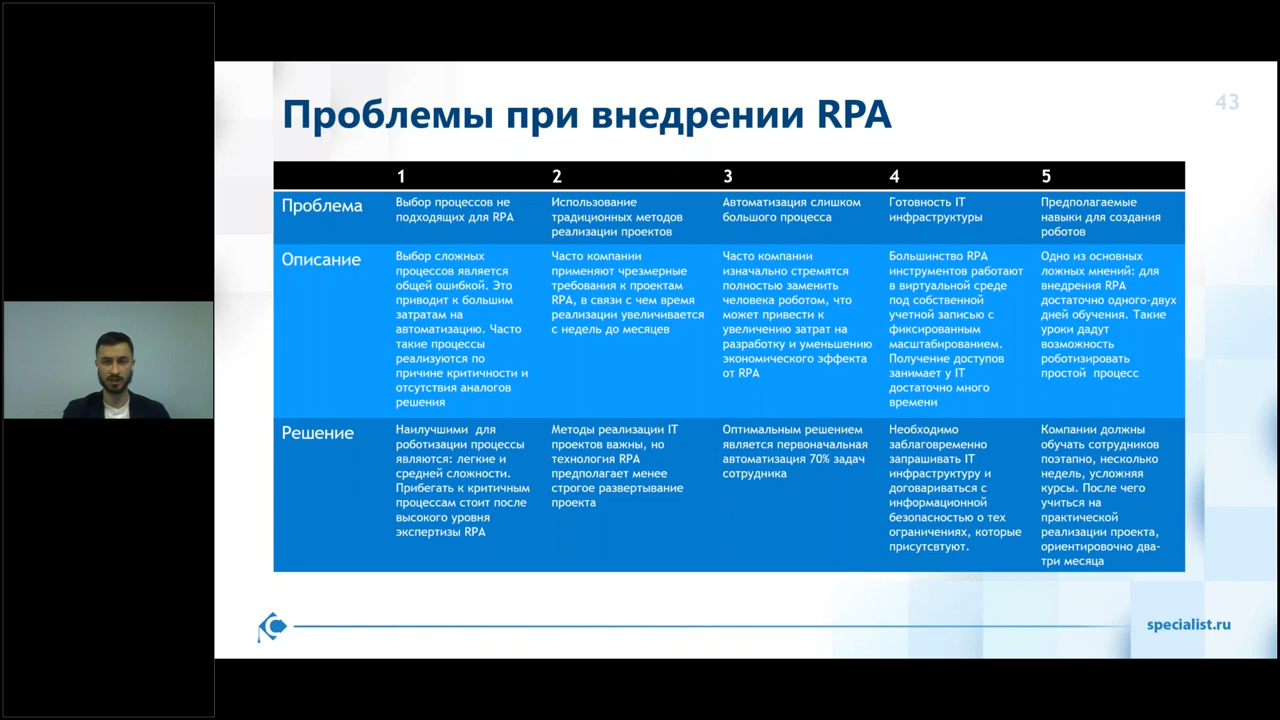 Проблемы при внедрении RPA
43
1
2
3
4
5
Проблема
Выбор процессов не
подходящих для RPA
Использование
традиционных методов
реализации проектов
Автоматизация слишком
большого процесса
Готовность IT
инфраструктуры
Предполагаемые
навыки для создания
роботов
Описание
Выбор сложных
процессов является
общей ошибкой. Это
приводит к большим
затратам на
автоматизацию. Часто
такие процессы
реализуются по
причине критичности и
отсутствия аналогов
решения
Часто компании
применяют чрезмерные
требования к проектам
RPA, в связи с чем время
реализации увеличивается
с недель до месяцев
Часто компании
изначально стремятся
полностью заменить
человека роботом, что
может привести к
увеличению затрат на
разработку и уменьшению
экономического эффекта
от RPA
Большинство RPA
инструментов работают
в виртуальной среде
под собственной
учетной записью с
фиксированным
масштабированием.
Получение доступов
занимает у IT
достаточно много
времени
Одно из основных
ложных мнений: для
внедрения RPA
достаточно одного-двух
дней обучения. Такие
уроки дадут
возможность
роботизировать
простой процесс
Решение
Наилучшими для
роботизации процессы
являются: легкие и
средней сложности.
Прибегать к критичным
процессам стоит после
высокого уровня
экспертизы RPA
Методы реализации IT
проектов важны, но
технология RPA
предполагает менее
строгое развертывание
проекта
Оптимальным решением
является первоначальная
автоматизация 70% задач
сотрудника
Необходимо
заблаговременно
запрашивать IT
инфраструктуру и
договариваться с
информационной
безопасностью о тех
ограничениях, которые
присутсвтуют.
Компании должны
обучать сотрудников
поэтапно, несколько
недель, усложняя
курсы. После чего
учиться на
практической
реализации проекта,
ориентировочно два-
три месяца
specialist.ru